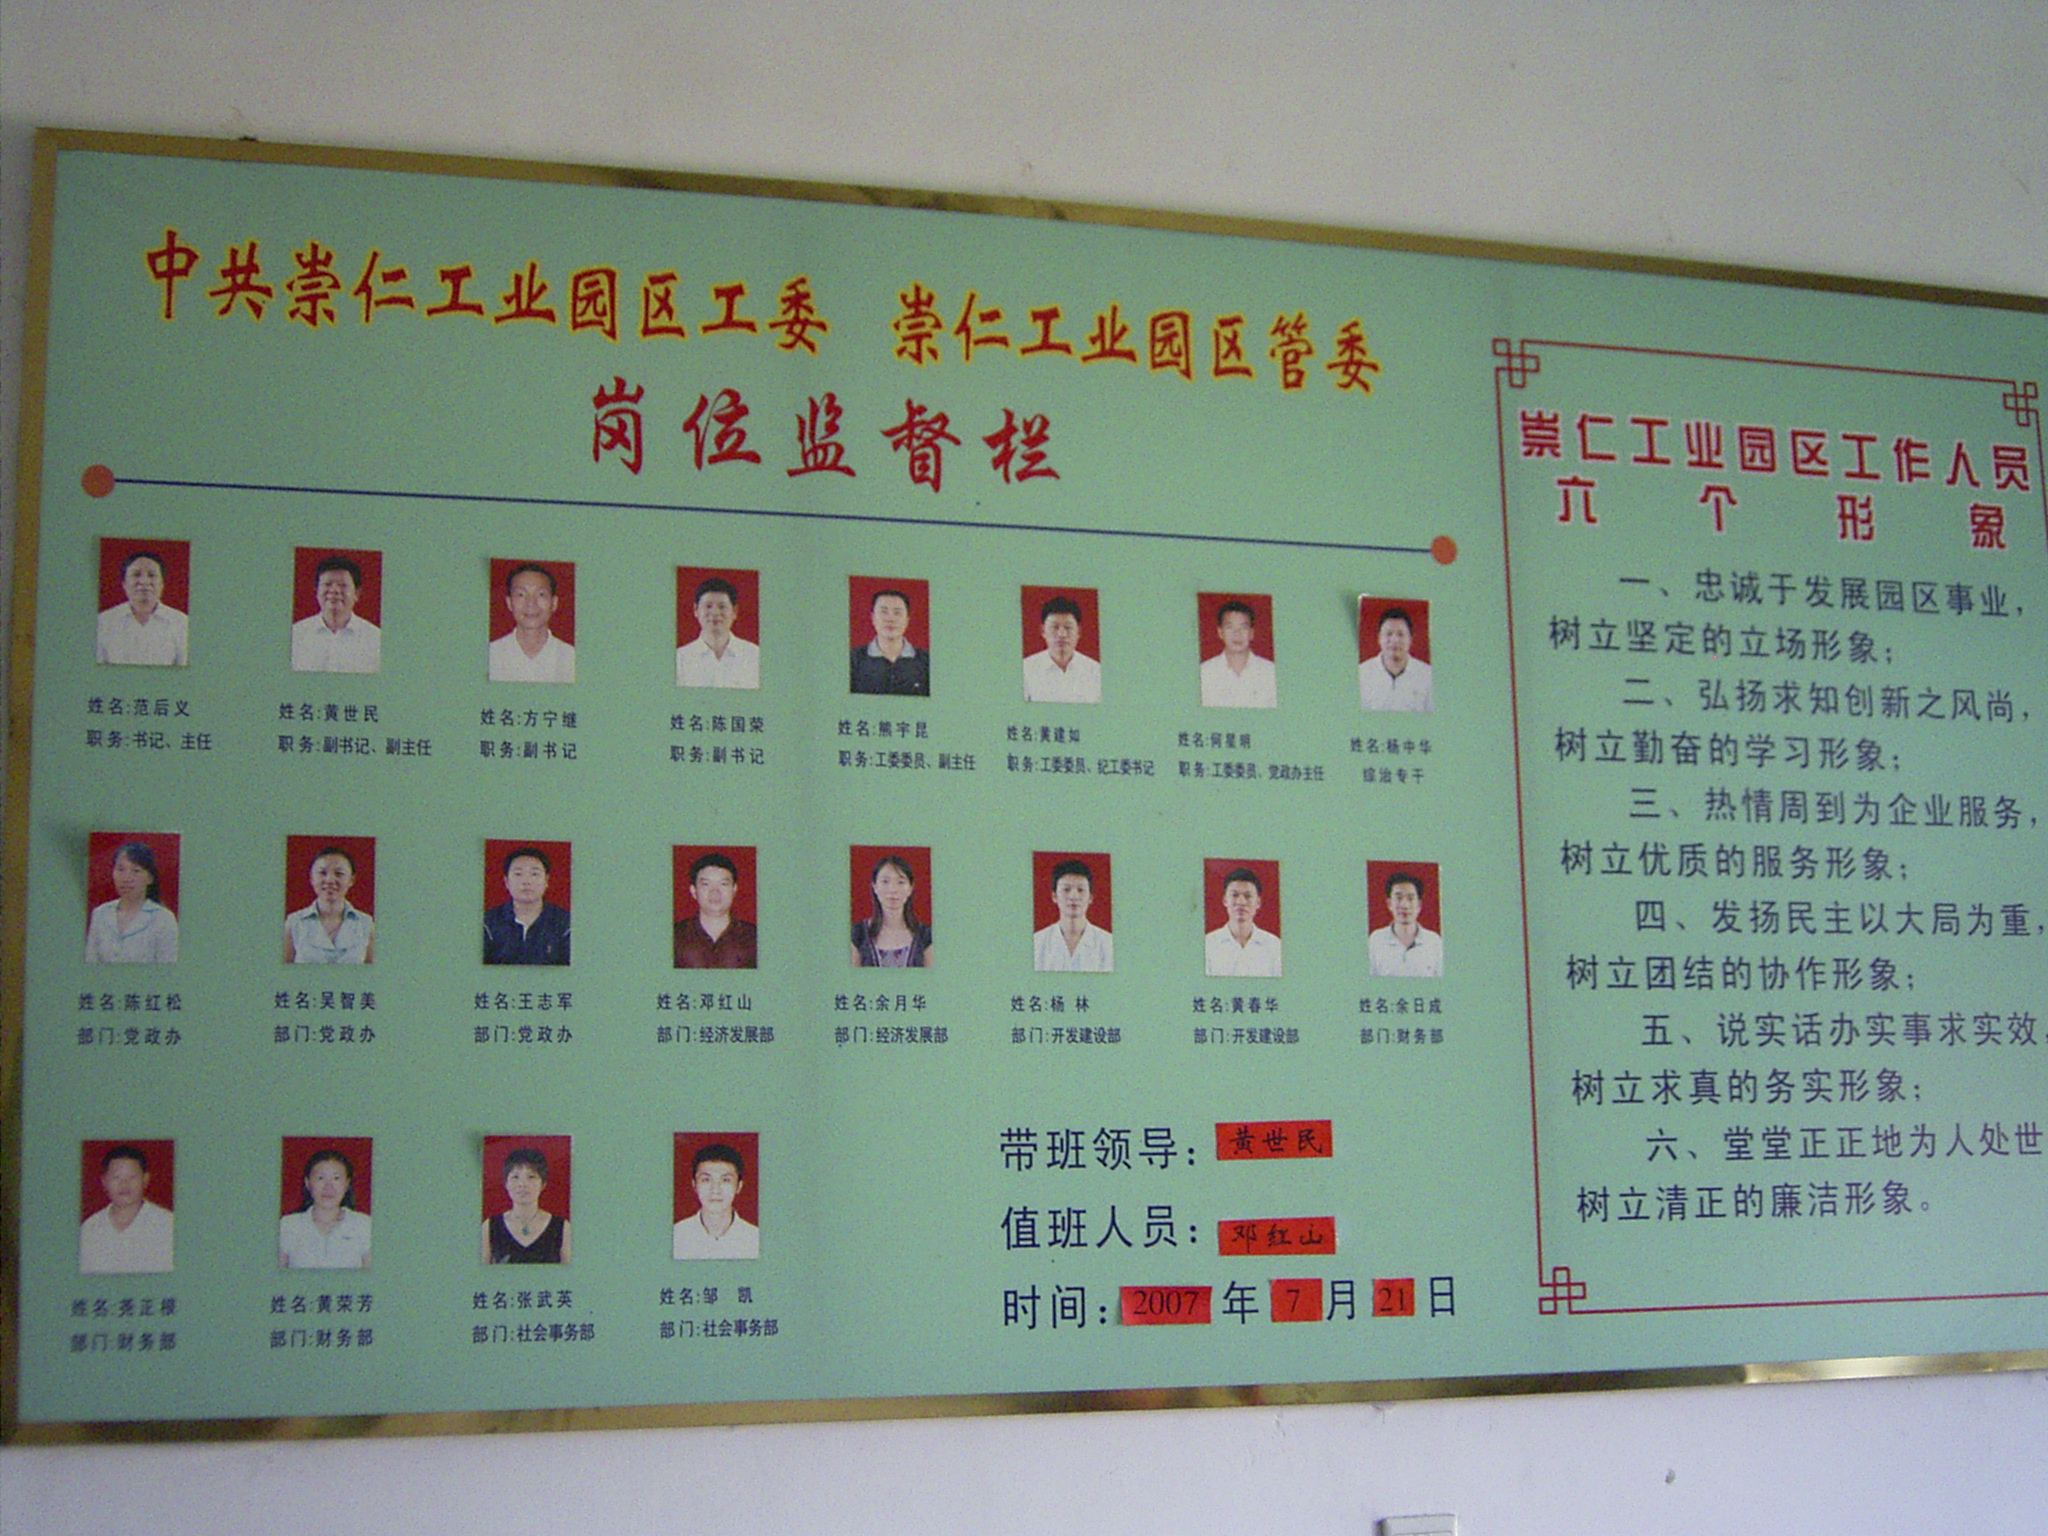 中共崇仁工业园区工委 崇仁工业园区管委
岗位监督栏
姓名:范后义
职务:书记、主任
姓名:黄世民
职务:副书记、副主任
姓名:方宁继
职务:副书记
姓名:陈国荣
职务:副书记
姓名:熊宇昆
职务:工委委员、副主任
姓名:黄建如
职务:工委委员、纪工委书记
姓名:何星明
职务:工委委员、党政办主任
姓名:杨中华
综治专干
姓名:陈红松
部门:党政办
姓名:吴智美
部门:党政办
姓名:王志军
部门:党政办
姓名:邓红山
部门:经济发展部
姓名:余月华
部门:经济发展部
姓名:杨 林
部门:开发建设部
姓名:黄春华
部门:开发建设部
姓名:余日成
部门:财务部
姓名:尧正根
部门:财务部
姓名:黄荣芳
部门:财务部
姓名:张武英
部门:社会事务部
姓名:邹 凯
部门:社会事务部
带班领导:黄世民
值班人员:邓红山
时间:2007年7月21日
崇仁工业园区工作人员
六个形象
一、忠诚于发展园区事业,
树立坚定的立场形象;
二、弘扬求知创新之风尚,
树立勤奋的学习形象;
三、热情周到为企业服务,
树立优质的服务形象;
四、发扬民主以大局为重,
树立团结的协作形象;
五、说实话办实事求实效,
树立求真的务实形象;
六、堂堂正正地为人处世
树立清正的廉洁形象。